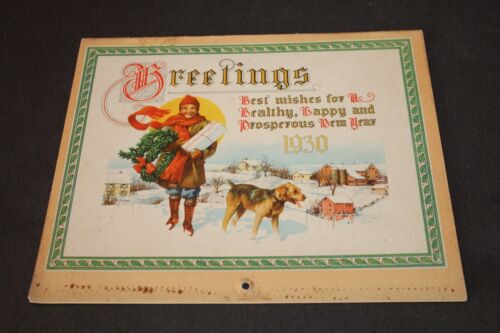 Greetings
Best wishes for A
Healthy, Happy and
Prosperous New Year
1930